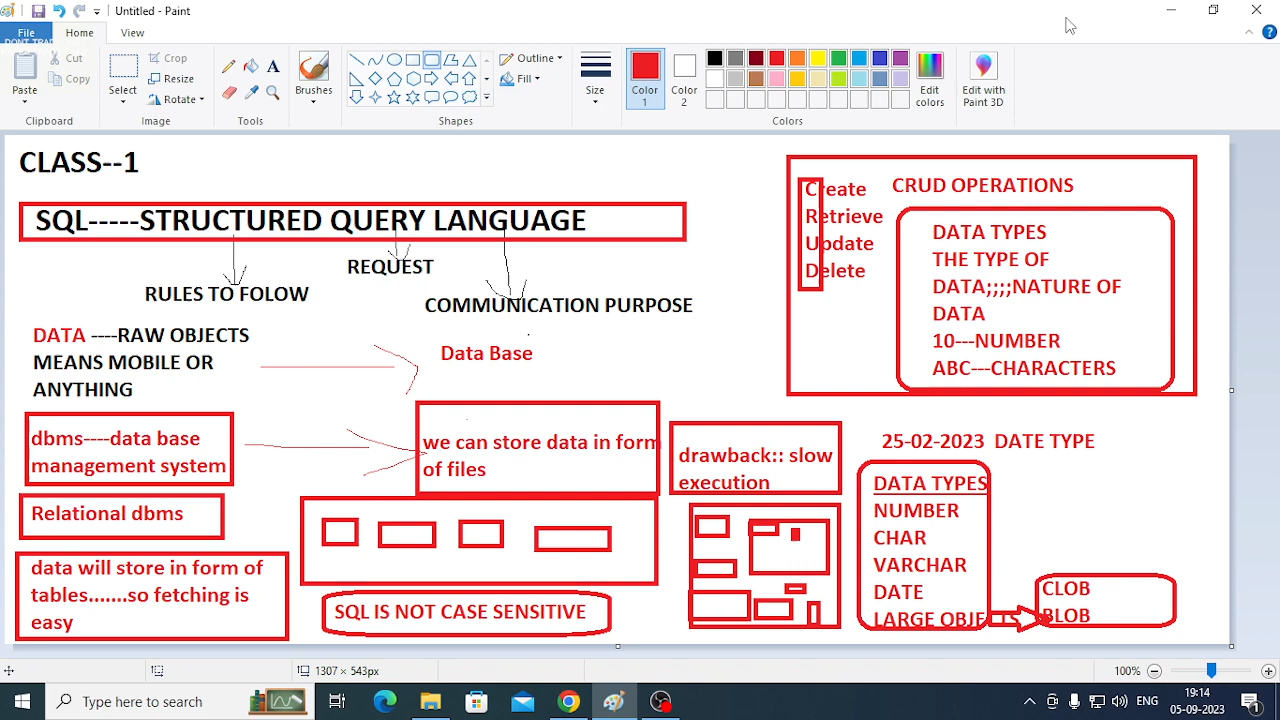 Untitled - Paint
File
Home
View
Paste
Cut
Copy
Clipboard
Select
Crop
Resize
Rotate
Image
A
Tools
Brushes
Outline
Fill
Shapes
Size
Color 1
Color 2
Edit colors
Colors
Edit with Paint 3D
CLASS--1
SQL-----STRUCTURED QUERY LANGUAGE
REQUEST
RULES TO FOLOW
COMMUNICATION PURPOSE
DATA ----RAW OBJECTS
MEANS MOBILE OR
ANYTHING
Data Base
dbms----data base
management system
we can store data in form
of files
drawback:: slow
execution
Relational dbms
data will store in form of
tables.......so fetching is
easy
SQL IS NOT CASE SENSITIVE
Create
Retrieve
Update
Delete
CRUD OPERATIONS
DATA TYPES
THE TYPE OF
DATA;;;;NATURE OF
DATA
10---NUMBER
ABC---CHARACTERS
25-02-2023 DATE TYPE
DATA TYPES
NUMBER
CHAR
VARCHAR
DATE
LARGE OBJE
CLOB
BLOB
1307 × 543px
100%
Type here to search
ENG
19:14
05-09-2023
1